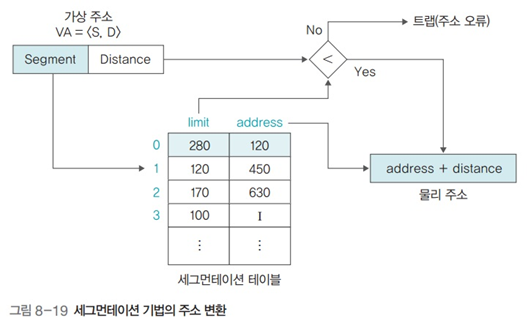 가상 주소
VA = <S, D>
Segment Distance
No
트랩(주소 오류)
<
Yes
limit address
0 280 120
1 120 450
2 170 630
3 100 I
⋮ ⋮
세그먼테이션 테이블
address + distance
물리 주소
그림 8-19 세그먼테이션 기법의 주소 변환